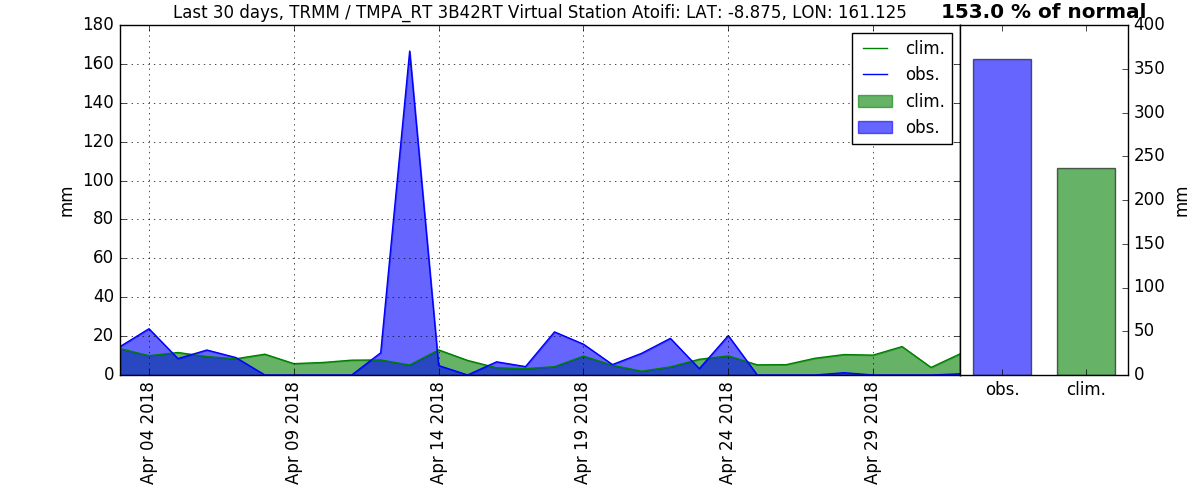 Last 30 days, TRMM / TMPA_RT 3B42RT Virtual Station Atoifi: LAT: -8.875, LON: 161.125
153.0 % of normal
180
160
140
120
100
80
60
40
20
0
mm
clim.
obs.
clim.
obs.
Apr 04 2018
Apr 09 2018
Apr 14 2018
Apr 19 2018
Apr 24 2018
Apr 29 2018
400
350
300
250
200
150
100
50
0
mm
obs.
clim.